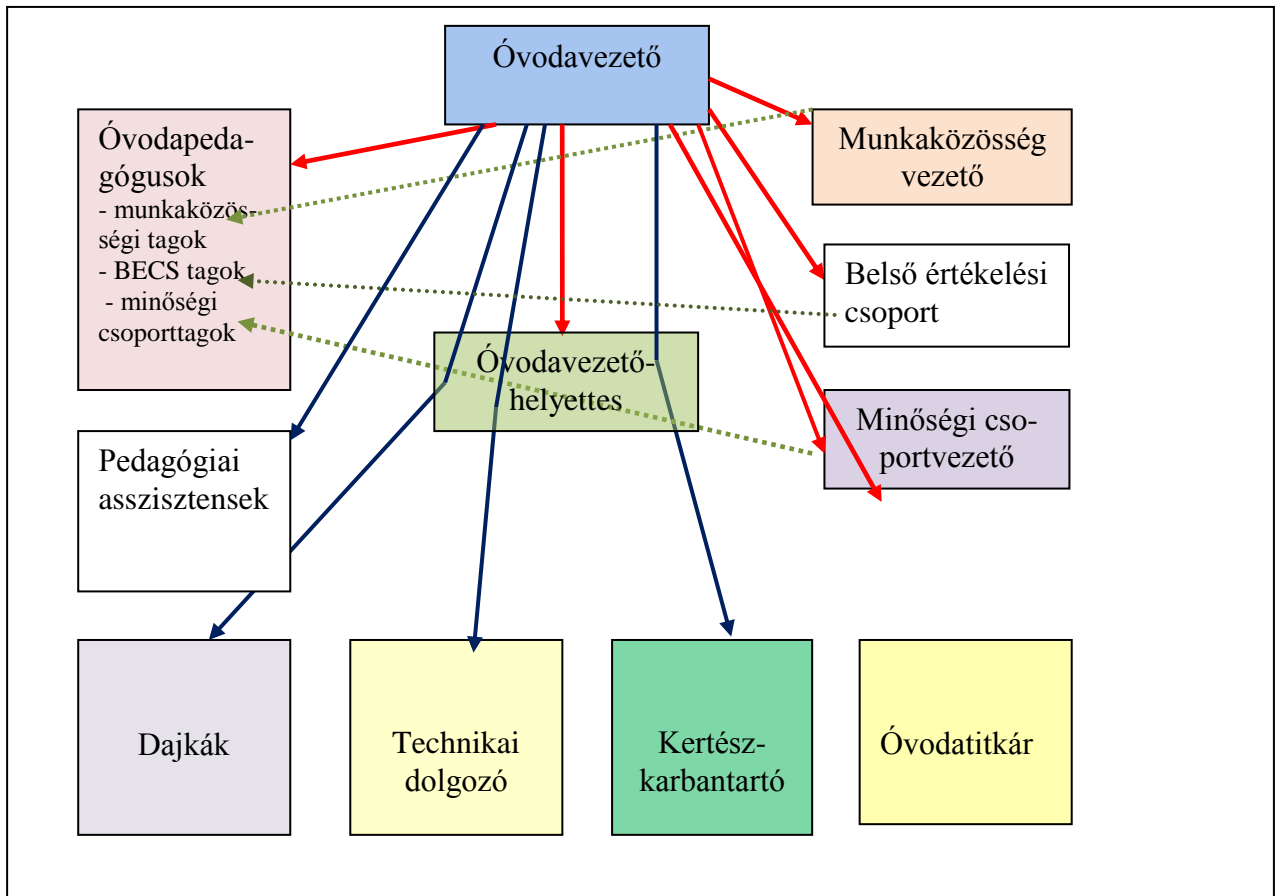 Óvodavezető
Óvodapeda-
gógusok
- munkaközös-
ségi tagok
- BECS tagok
- minőségi
csoporttagok
Munkaközösség
vezető
Belső értékelési
csoport
Óvodavezető-
helyettes
Minőségi cso-
portvezető
Pedagógiai
asszisztensek
Dajkák
Technikai
dolgozó
Kertész-
karbantartó
Óvodatitkár